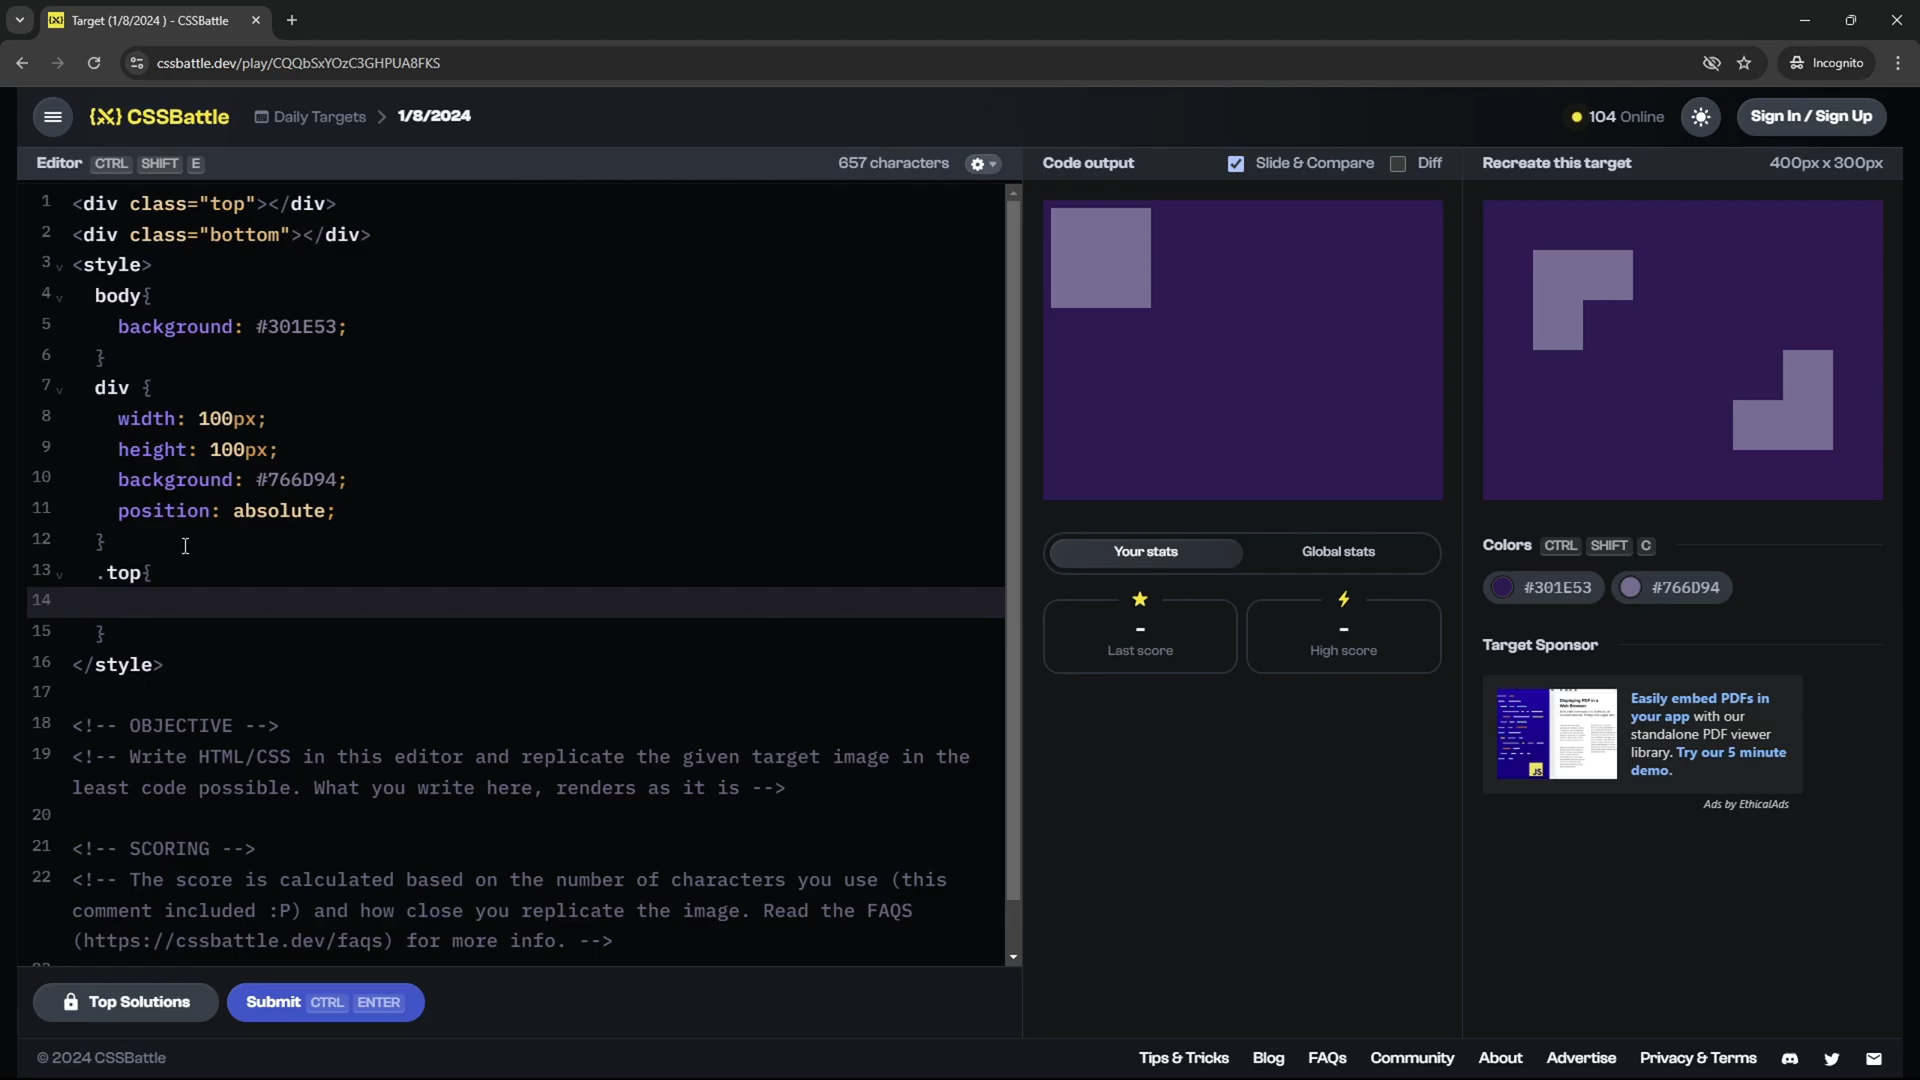 Target (1/8/2024 ) - CSSBattle
cssbattle.dev/play/CQQbSxYOzC3GHPUA8FKS
Incognito
{X} CSSBattle
Daily Targets > 1/8/2024
104 Online
Sign In / Sign Up
Editor CTRL SHIFT E
657 characters
Code output
Slide & Compare
Diff
Recreate this target
400px x 300px
1 <div class="top"></div>
2 <div class="bottom"></div>
3 <style>
4 body{
5 background: #301E53;
6 }
7 div {
8 width: 100px;
9 height: 100px;
10 background: #766D94;
11 position: absolute;
12 }
13 .top{
14
15 }
16 </style>
17
18 <!-- OBJECTIVE -->
19 <!-- Write HTML/CSS in this editor and replicate the given target image in the
least code possible. What you write here, renders as it is -->
20
21 <!-- SCORING -->
22 <!-- The score is calculated based on the number of characters you use (this
comment included :P) and how close you replicate the image. Read the FAQS
(https://cssbattle.dev/faqs) for more info. -->
Your stats
Global stats
-
Last score
-
High score
Colors CTRL SHIFT C
#301E53
#766D94
Target Sponsor
Easily embed PDFs in
your app with our
standalone PDF viewer
library. Try our 5 minute
demo.
Ads by EthicalAds
Top Solutions
Submit CTRL ENTER
© 2024 CSSBattle
Tips & Tricks
Blog
FAQs
Community
About
Advertise
Privacy & Terms